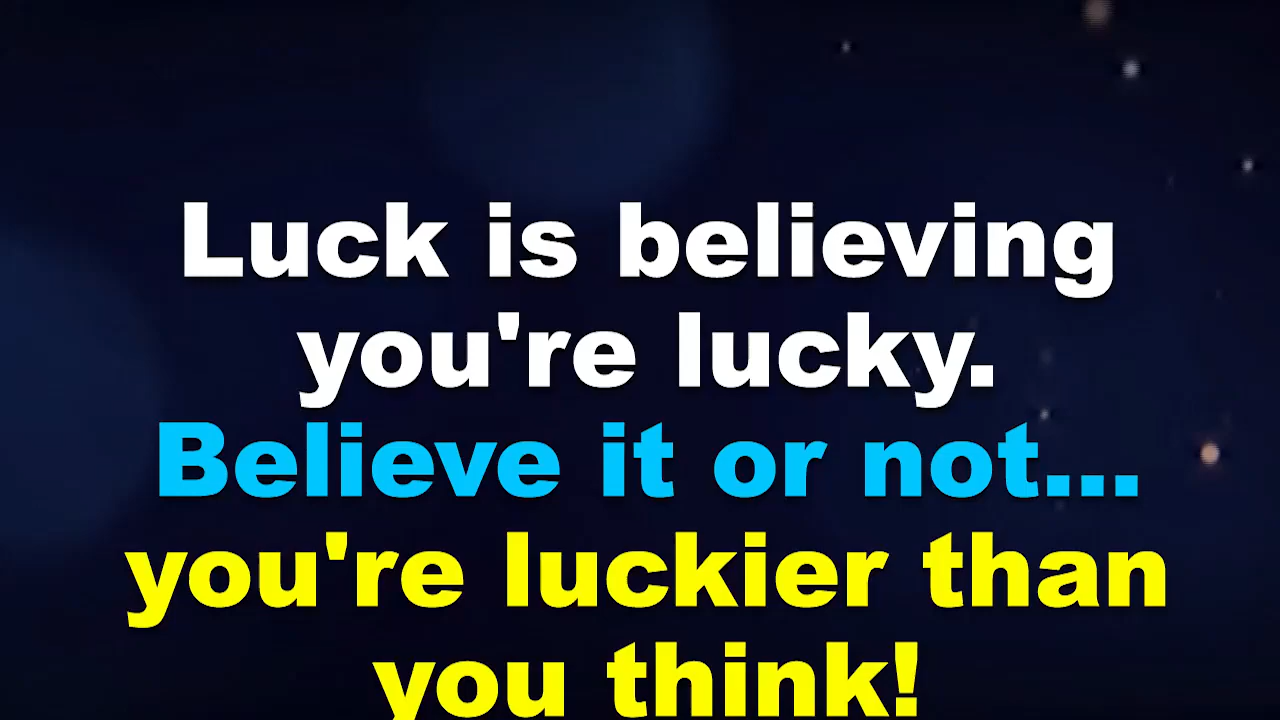 Luck is believing
you're lucky.
Believe it or not...
you're luckier than
you think!